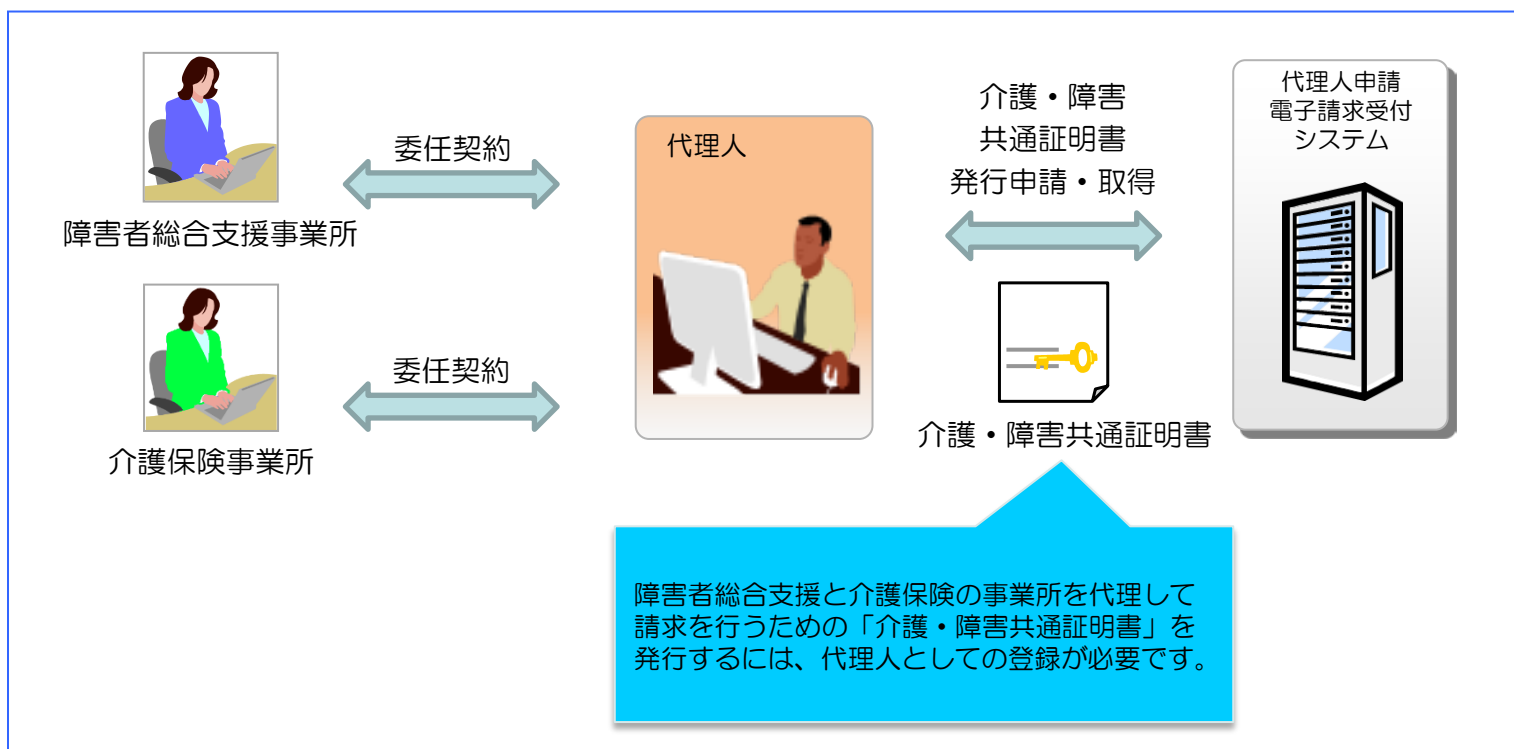 委任契約
障害者総合支援事業所
委任契約
介護保険事業所
代理人
介護・障害
共通証明書
発行申請・取得
介護・障害共通証明書
代理人申請
電子請求受付
システム
障害者総合支援と介護保険の事業所を代理して
請求を行うための「介護・障害共通証明書」を
発行するには、代理人としての登録が必要です。